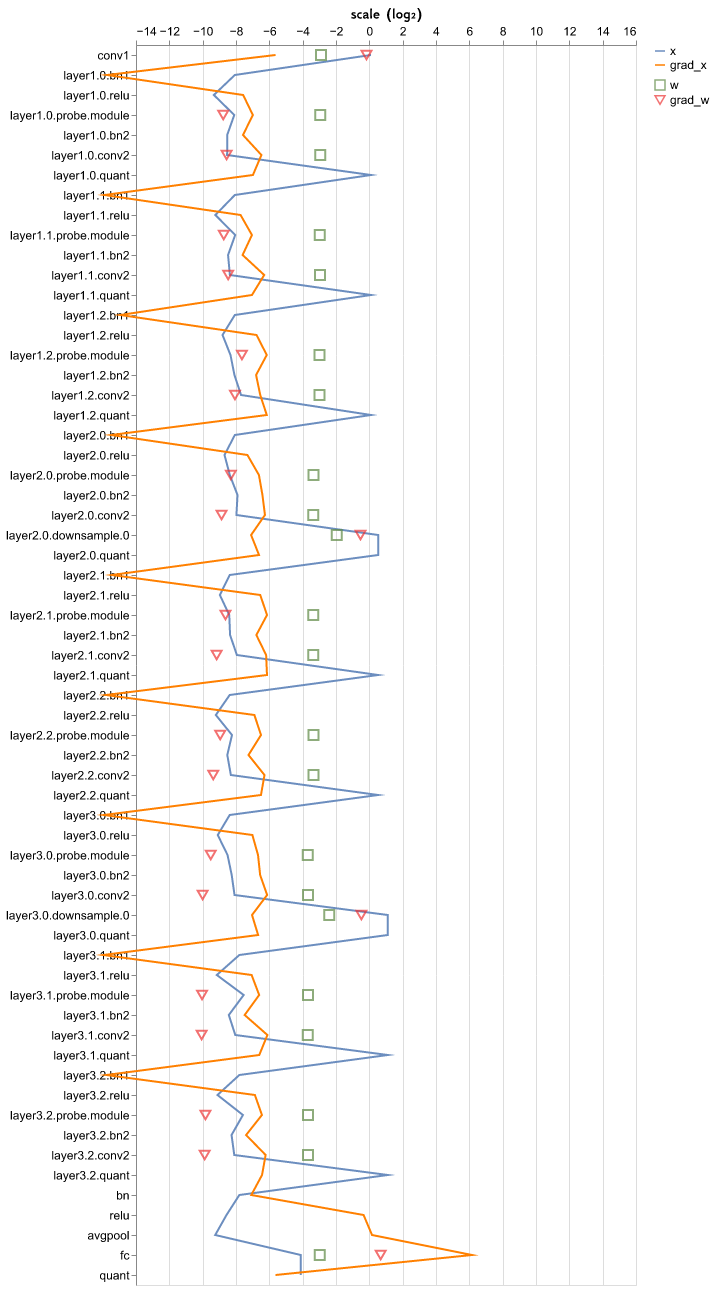 scale (log₂)
−14 −12 −10 −8 −6 −4 −2 0 2 4 6 8 10 12 14 16
x
grad_x
w
grad_w
conv1
layer1.0.bn1
layer1.0.relu
layer1.0.probe.module
layer1.0.bn2
layer1.0.conv2
layer1.0.quant
layer1.1.bn1
layer1.1.relu
layer1.1.probe.module
layer1.1.bn2
layer1.1.conv2
layer1.1.quant
layer1.2.bn1
layer1.2.relu
layer1.2.probe.module
layer1.2.bn2
layer1.2.conv2
layer1.2.quant
layer2.0.bn1
layer2.0.relu
layer2.0.probe.module
layer2.0.bn2
layer2.0.conv2
layer2.0.downsample.0
layer2.0.quant
layer2.1.bn1
layer2.1.relu
layer2.1.probe.module
layer2.1.bn2
layer2.1.conv2
layer2.1.quant
layer2.2.bn1
layer2.2.relu
layer2.2.probe.module
layer2.2.bn2
layer2.2.conv2
layer2.2.quant
layer3.0.bn1
layer3.0.relu
layer3.0.probe.module
layer3.0.bn2
layer3.0.conv2
layer3.0.downsample.0
layer3.0.quant
layer3.1.bn1
layer3.1.relu
layer3.1.probe.module
layer3.1.bn2
layer3.1.conv2
layer3.1.quant
layer3.2.bn1
layer3.2.relu
layer3.2.probe.module
layer3.2.bn2
layer3.2.conv2
layer3.2.quant
bn
relu
avgpool
fc
quant